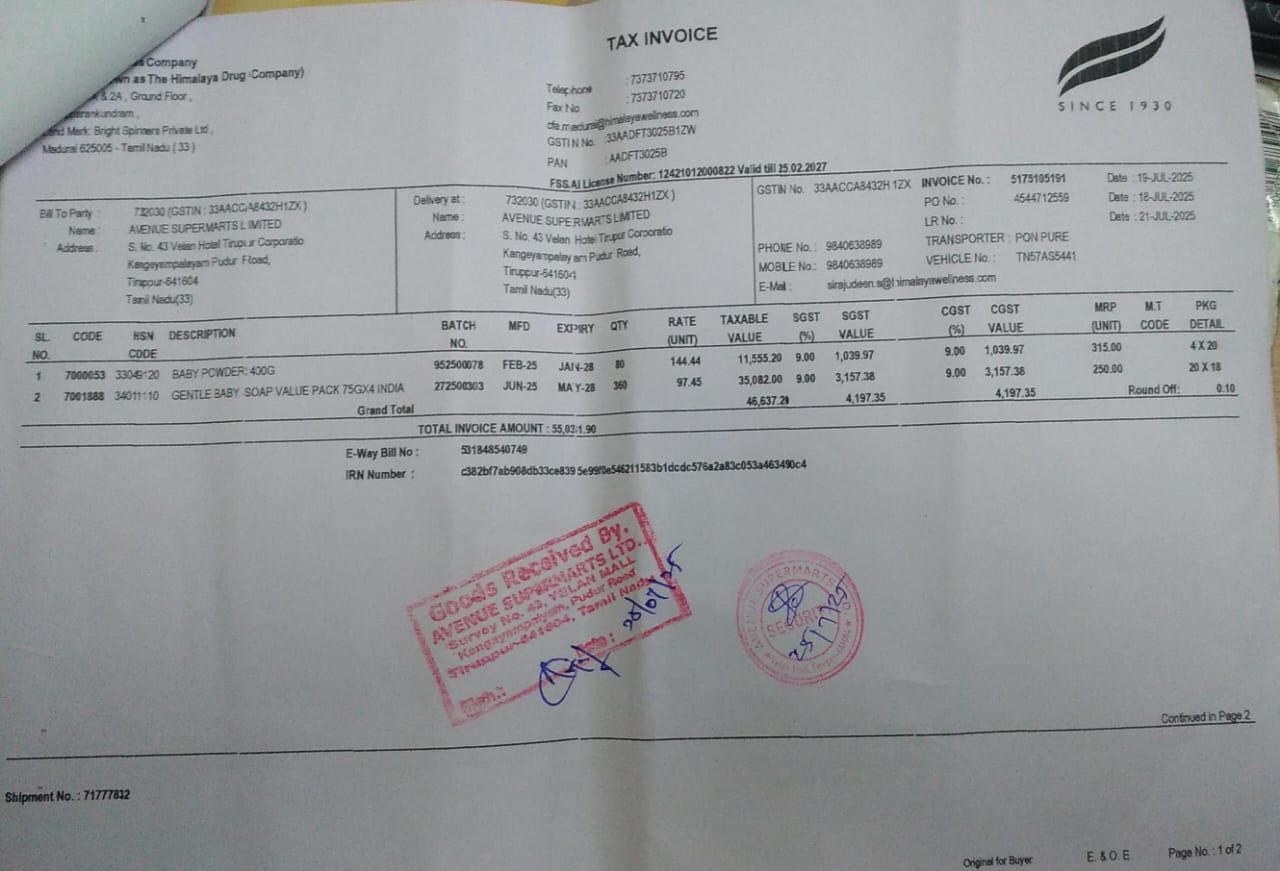 TAX INVOICE
SINCE 1930
Company
wn as The Himalaya Drug Company)
& 2A , Ground Floor ,
arankundram ,
and Mark: Bright Spinners Private Ltd ,
Madurai 625005 - Tamil Nadu ( 33 )
Telephone : 7373710795
Fax No : 7373710720
cfa.madurai@himalayawellness.com
GSTIN No. : 33AADFT3025B1ZW
PAN : AADFT3025B
FSSAI License Number: 12421012000822 Valid till 25.02.2027
Bill To Party : 732030 (GSTIN : 33AACCA8432H1ZX )
Name : AVENUE SUPERMARTS LIMITED
Address : S. No. 43 Velan Hotel Tirupur Corporatio
Kangeyampalayam Pudur Road,
Tiruppur-641604
Tamil Nadu(33)
Delivery at : 732030 (GSTIN : 33AACCA8432H1ZX )
Name : AVENUE SUPERMARTS LIMITED
Address : S. No. 43 Velan Hotel Tirupur Corporatio
Kangeyampalayam Pudur Road,
Tiruppur-641604
Tamil Nadu(33)
GSTIN No. 33AACCA8432H1ZX
PHONE No. : 9840638989
MOBILE No.: 9840638989
E-Mail : sirajudeen.s@himalayawellness.com
INVOICE No. : 5175105191 Date : 19-JUL-2025
PO No. : 4544712559 Date : 18-JUL-2025
LR No. : Date : 21-JUL-2025
TRANSPORTER : PON PURE
VEHICLE No. : TN57AS5441
SL. NO. CODE HSN CODE DESCRIPTION BATCH NO. MFD EXPIRY QTY RATE (UNIT) TAXABLE VALUE SGST (%) SGST VALUE CGST (%) CGST VALUE MRP (UNIT) M.T CODE PKG DETAIL
1 7000053 33049120 BABY POWDER: 400G 952500078 FEB-25 JAN-28 80 144.44 11,555.20 9.00 1,039.97 9.00 1,039.97 315.00 4 X 20
2 7001888 34011110 GENTLE BABY SOAP VALUE PACK 75GX4 INDIA 272500303 JUN-25 MAY-28 360 97.45 35,082.00 9.00 3,157.38 9.00 3,157.38 250.00 20 X 18
Grand Total 46,637.20 4,197.35 4,197.35 Round Off: 0.10
TOTAL INVOICE AMOUNT : 55,031.90
E-Way Bill No : 531848540749
IRN Number : c382bf7ab908db33ce8395e99f0e546211583b1dcdc576a2a83c053a463490c4
Goods Received By,
AVENUE SUPERMARTS LTD.,
Survey No. 43, VELAN MALL
Kangayampalyam, Pudur Road
Tiruppur-641604, Tamil Nadu
Date :
Sign.:
AVENUE SUPERMARTS LTD.
SECURITY
25/7/25
Continued in Page 2
Shipment No. : 71777832
Original for Buyer E. & O. E Page No. : 1 of 2